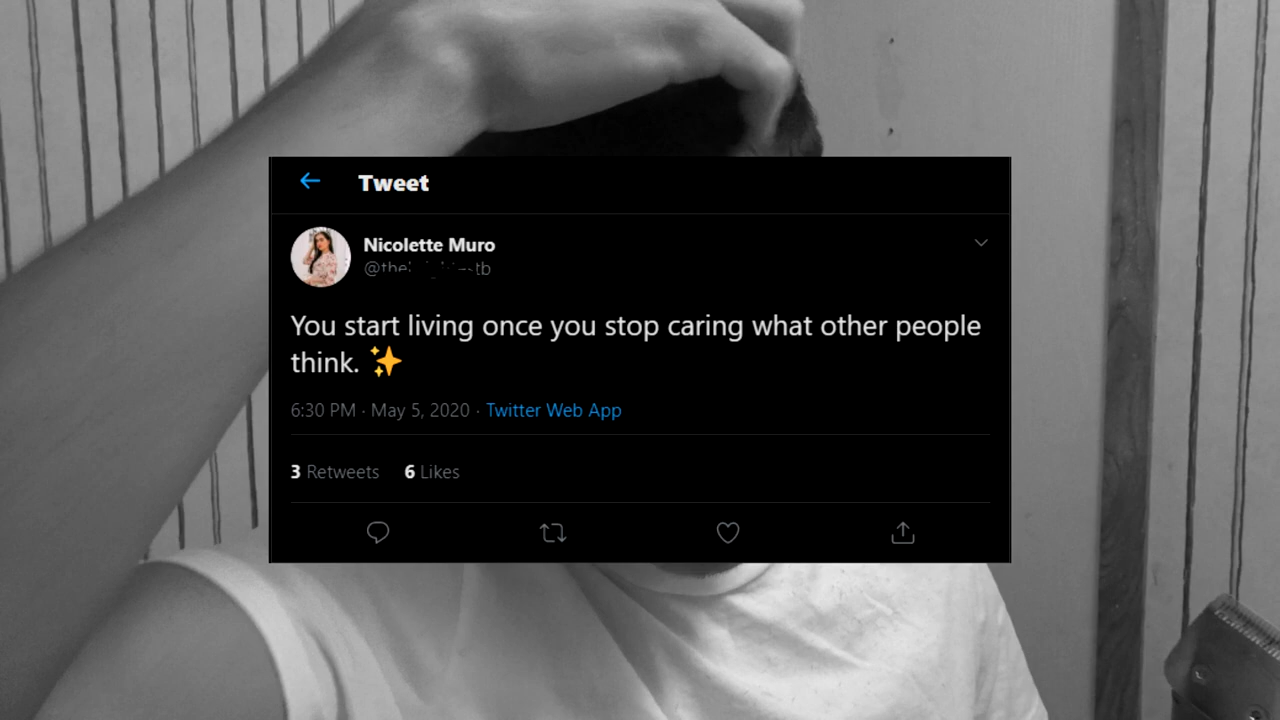 Tweet
Nicolette Muro
You start living once you stop caring what other people
think. ✨
6:30 PM · May 5, 2020 · Twitter Web App
3 Retweets 6 Likes